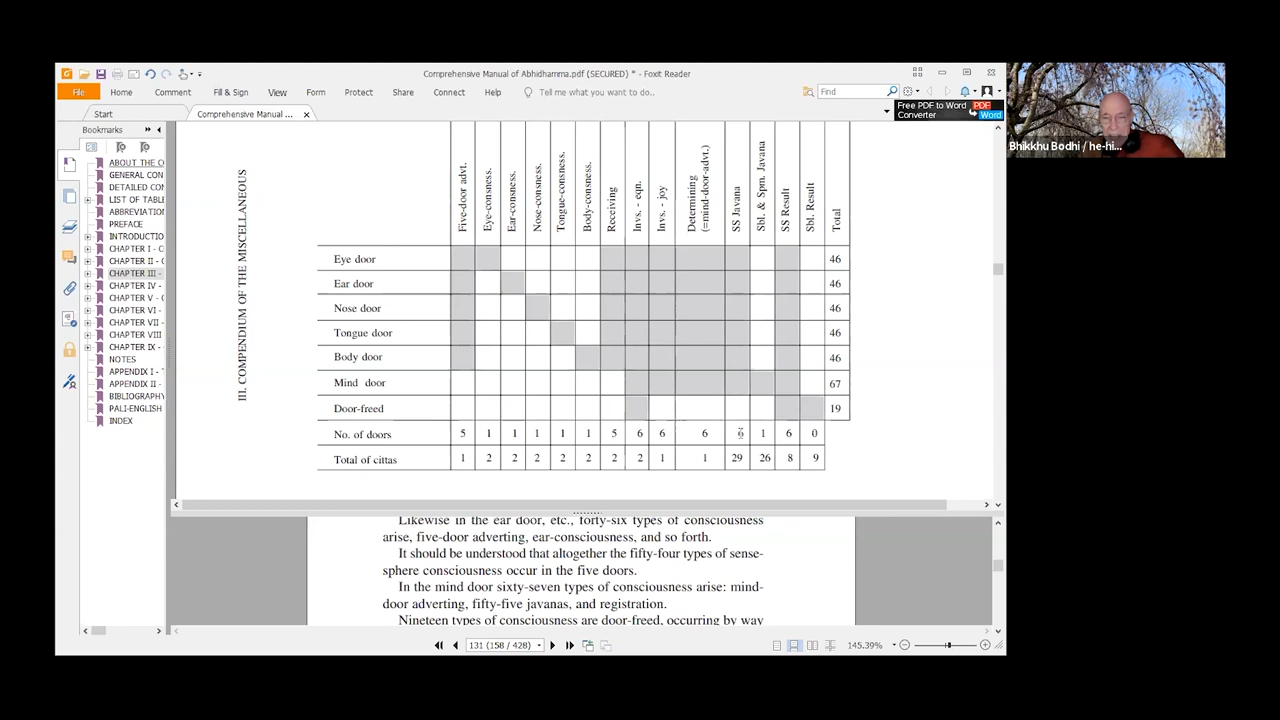 Comprehensive Manual of Abhidhamma.pdf (SECURED) * - Foxit Reader
File Home Comment Fill & Sign View Form Protect Share Connect Help Tell me what you want to do.. Find
Start Comprehensive Manual ...
Free PDF to Word Converter PDF Word
Bookmarks
ABOUT THE C
GENERAL CON
DETAILED CON
LIST OF TABLE
ABBREVIATION
PREFACE
INTRODUCTIO
CHAPTER I - C
CHAPTER II - C
CHAPTER III -
CHAPTER IV -
CHAPTER V - C
CHAPTER VI -
CHAPTER VII -
CHAPTER VIII
CHAPTER IX -
NOTES
APPENDIX I - T
APPENDIX II -
BIBLIOGRAPHY
PALI-ENGLISH
INDEX
III. COMPENDIUM OF THE MISCELLANEOUS
Five-door advt. Eye-consness. Ear-consness. Nose-consness. Tongue-consness. Body-consness. Receiving Invs. - eqn. Invs. - joy Determining (=mind-door-advt.) SS Javana Sbl. & Spm. Javana SS Result Sbl. Result Total
Eye door 46
Ear door 46
Nose door 46
Tongue door 46
Body door 46
Mind door 67
Door-freed 19
No. of doors 5 1 1 1 1 1 5 6 6 6 6 1 6 0
Total of cittas 1 2 2 2 2 2 2 2 1 1 29 26 8 9
Likewise in the ear door, etc., forty-six types of consciousness
arise, five-door adverting, ear-consciousness, and so forth.
It should be understood that altogether the fifty-four types of sense-
sphere consciousness occur in the five doors.
In the mind door sixty-seven types of consciousness arise: mind-
door adverting, fifty-five javanas, and registration.
Nineteen types of consciousness are door-freed, occurring by way
131 (158 / 428)
145.39%
Bhikkhu Bodhi / he-hi...